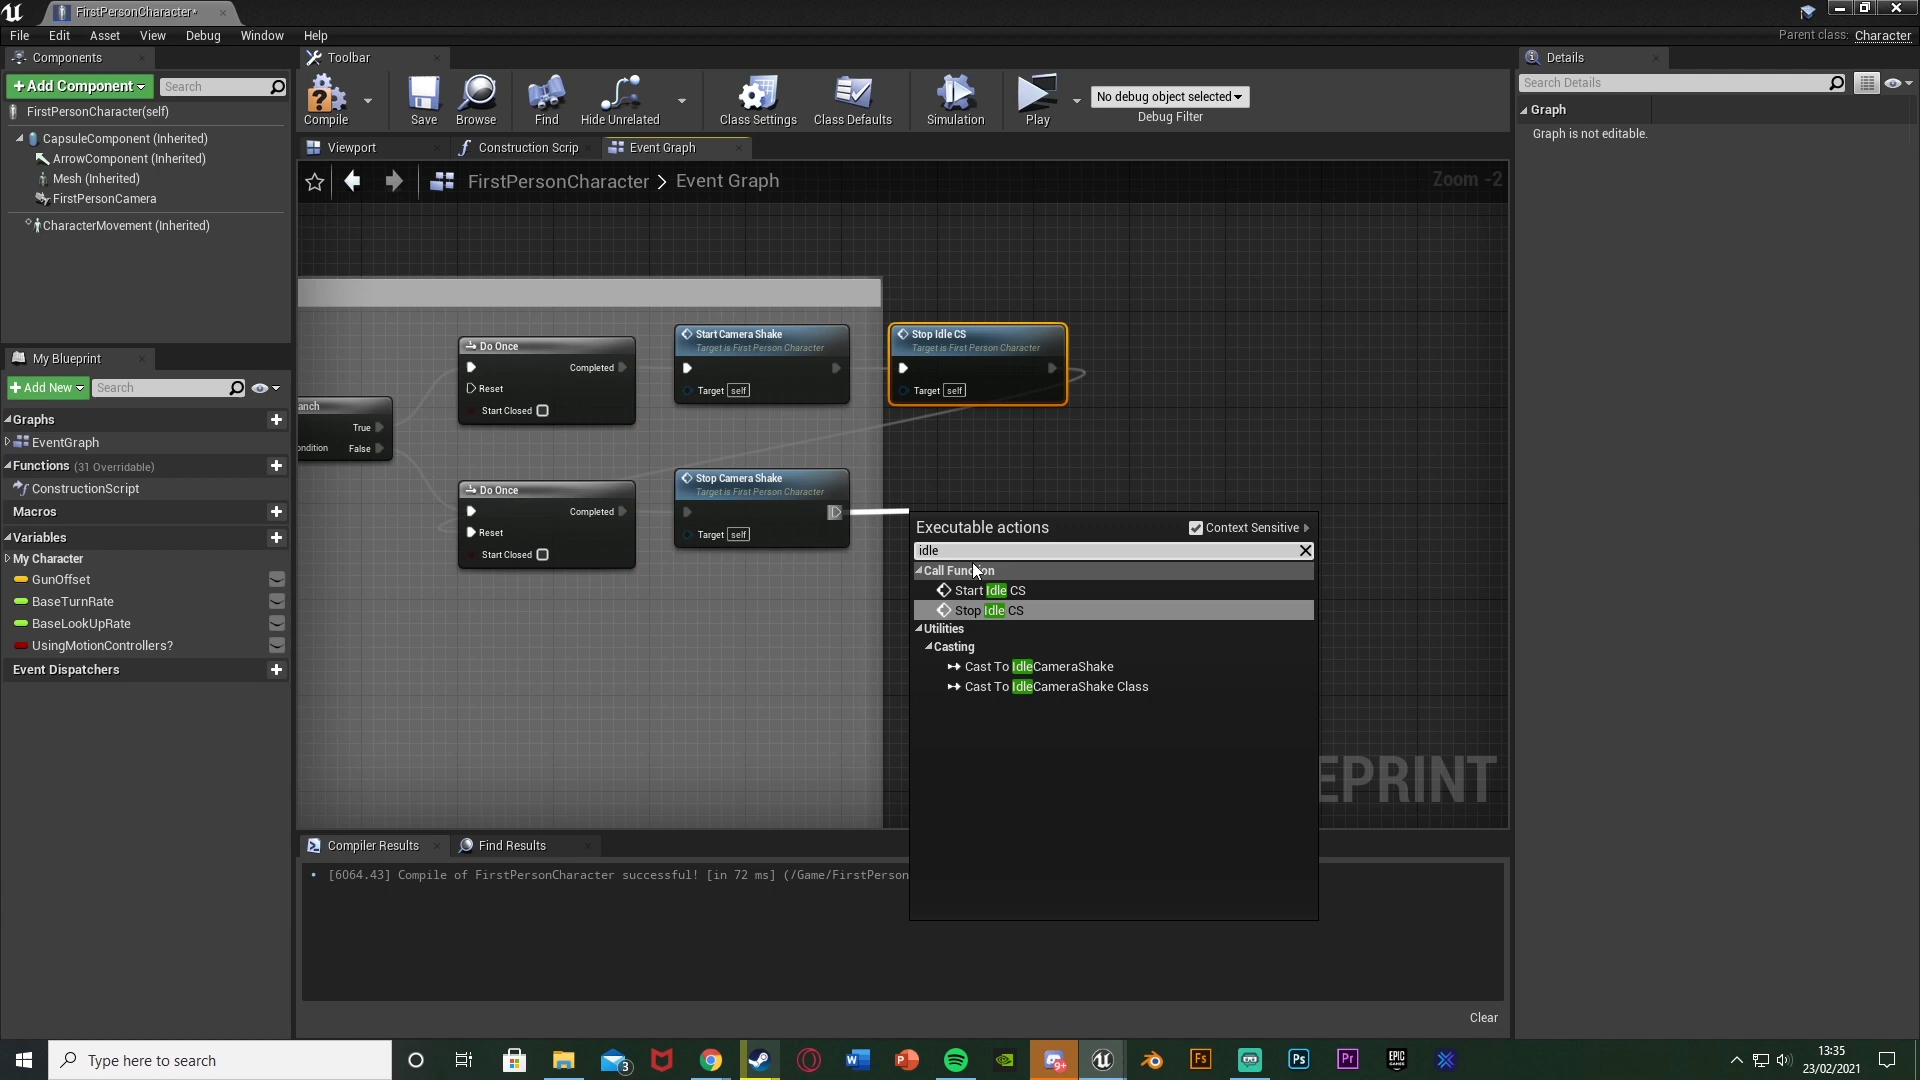 FirstPersonCharacter*
File Edit Asset View Debug Window Help
Parent class: Character
Components
Toolbar
Details
+Add Component
Search
Search Details
FirstPersonCharacter(self)
CapsuleComponent (Inherited)
ArrowComponent (Inherited)
Mesh (Inherited)
FirstPersonCamera
CharacterMovement (Inherited)
Compile Save Browse Find Hide Unrelated Class Settings Class Defaults Simulation Play
No debug object selected
Debug Filter
Graph
Graph is not editable.
Viewport Construction Scrip Event Graph
FirstPersonCharacter > Event Graph
Zoom -2
My Blueprint
+Add New
Search
Graphs
EventGraph
Functions (31 Overridable)
ConstructionScript
Macros
Variables
My Character
GunOffset
BaseTurnRate
BaseLookUpRate
UsingMotionControllers?
Event Dispatchers
anch
True
ondition False
Do Once
Completed
Reset
Start Closed
Start Camera Shake
Target is First Person Character
Target self
Stop Idle CS
Target is First Person Character
Target self
Do Once
Completed
Reset
Start Closed
Stop Camera Shake
Target is First Person Character
Target self
Executable actions
Context Sensitive
idle
Call Function
Start Idle CS
Stop Idle CS
Utilities
Casting
Cast To IdleCameraShake
Cast To IdleCameraShake Class
EPRINT
Compiler Results Find Results
[6064.43] Compile of FirstPersonCharacter successful! [in 72 ms] (/Game/FirstPerson
Clear
Type here to search
3
9+
W
P
Fs
Ps
Pr
EPIC GAMES
13:35
23/02/2021